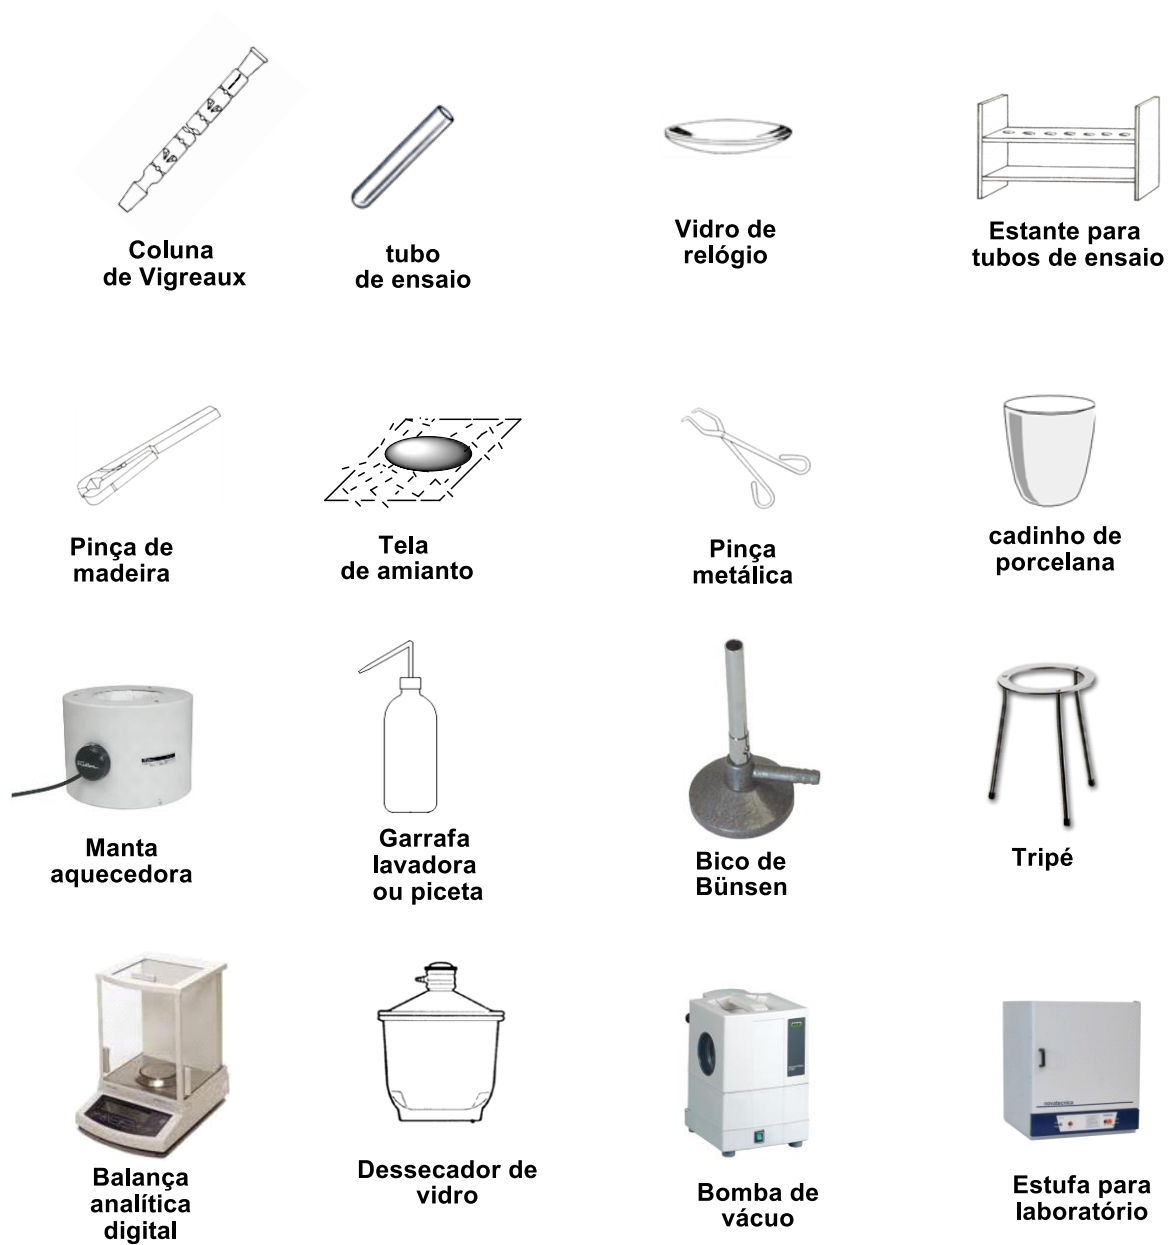 Coluna
de Vigreaux
tubo
de ensaio
Vidro de
relógio
Estante para
tubos de ensaio
Pinça de
madeira
Tela
de amianto
Pinça
metálica
cadinho de
porcelana
Manta
aquecedora
Garrafa
lavadora
ou piceta
Bico de
Bünsen
Tripé
Balança
analítica
digital
Dessecador de
vidro
Bomba de
vácuo
novatecnica
Estufa para
laboratório